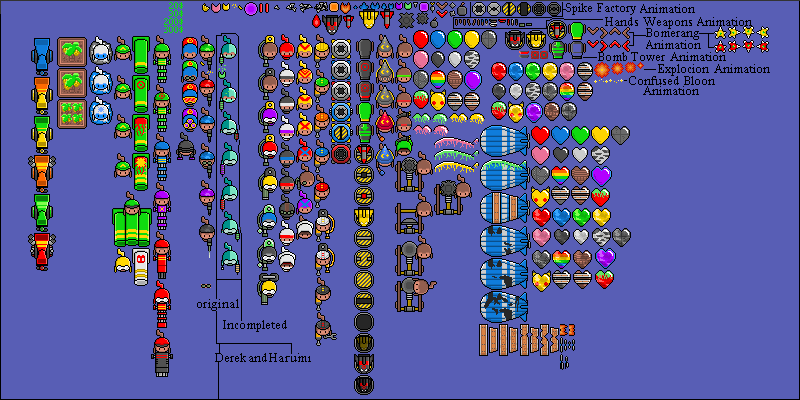 Spike Factory Animation
Hands Weapons Animation
Bomerang
Animation
Bomb Tower Animation
Explocion Animation
Confused Bloon
Animation
original
Incompleted
Derek and Harumi